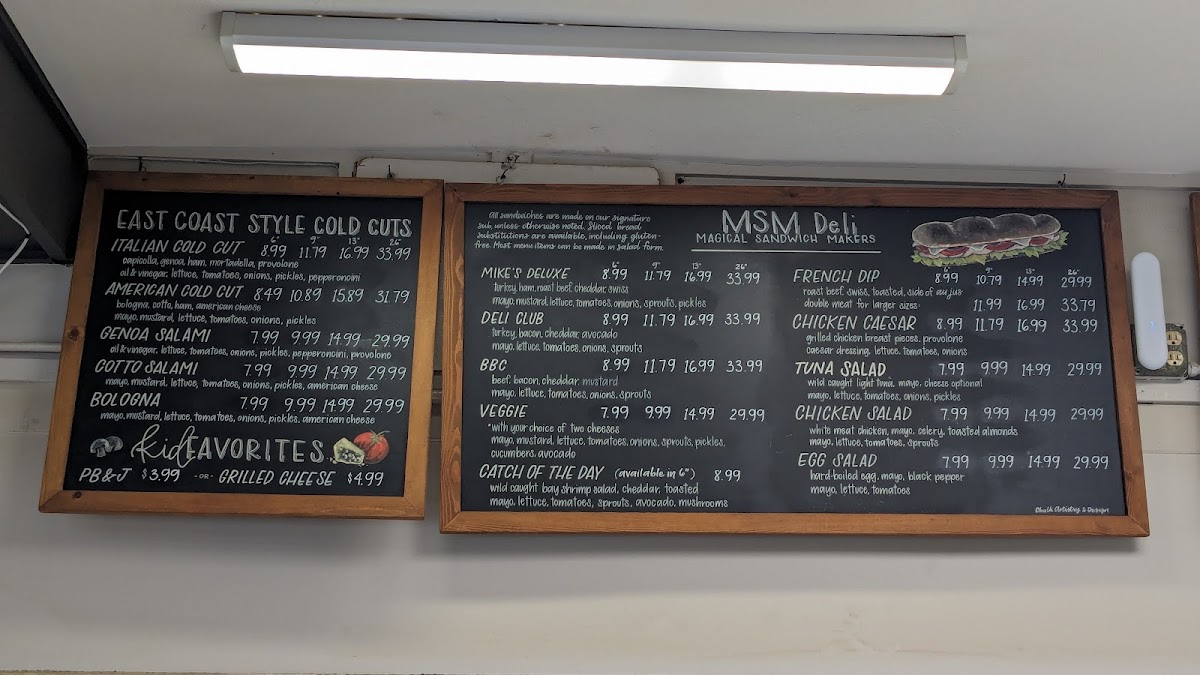 EAST COAST STYLE COLD CUTS
6" 9" 13" 26"
ITALIAN COLD CUT 8.99 11.79 16.99 33.99
capicolla, genoa, ham, mortadella, provolone
oil & vinegar, lettuce, tomatoes, onions, pickles, pepperoncini
AMERICAN COLD CUT 8.49 10.89 15.89 31.79
bologna, cotta, ham, american cheese
mayo, mustard, lettuce, tomatoes, onions, pickles
GENOA SALAMI 7.99 9.99 14.99 29.99
oil & vinegar, lettuce, tomatoes, onions, pickles, pepperoncini, provolone
COTTO SALAMI 7.99 9.99 14.99 29.99
mayo, mustard, lettuce, tomatoes, onions, pickles, american cheese
BOLOGNA 7.99 9.99 14.99 29.99
mayo, mustard, lettuce, tomatoes, onions, pickles, american cheese
kid FAVORITES
PB&J $3.99 -OR- GRILLED CHEESE $4.99
All sandwiches are made on our signature
sub, unless otherwise noted. Sliced bread
substitutions are available, including gluten-
free. Most menu items can be made in salad form.
MSM Deli
MAGICAL SANDWICH MAKERS
6" 9" 13" 26"
MIKE'S DELUXE 8.99 11.79 16.99 33.99
turkey, ham, roast beef, cheddar, swiss
mayo, mustard, lettuce, tomatoes, onions, sprouts, pickles
DELI CLUB 8.99 11.79 16.99 33.99
turkey, bacon, cheddar, avocado
mayo, lettuce, tomatoes, onions, sprouts
BBC 8.99 11.79 16.99 33.99
beef, bacon, cheddar, mustard
mayo, lettuce, tomatoes, onions, sprouts
VEGGIE 7.99 9.99 14.99 29.99
*with your choice of two cheeses
mayo, mustard, lettuce, tomatoes, onions, sprouts, pickles,
cucumbers, avocado
CATCH OF THE DAY (available in 6") 8.99
wild caught bay shrimp salad, cheddar, toasted
mayo, lettuce, tomatoes, sprouts, avocado, mushrooms
6" 9" 13" 26"
FRENCH DIP 8.99 10.79 14.99 29.99
roast beef, swiss, toasted, side of au jus
double meat for larger sizes: 11.99 16.99 33.79
CHICKEN CAESAR 8.99 11.79 16.99 33.99
grilled chicken breast pieces, provolone
caesar dressing, lettuce, tomatoes, onions
TUNA SALAD 7.99 9.99 14.99 29.99
wild caught light tuna, mayo, cheese optional
mayo, lettuce, tomatoes, onions, pickles
CHICKEN SALAD 7.99 9.99 14.99 29.99
white meat chicken, mayo, celery, toasted almonds
mayo, lettuce, tomatoes, sprouts
EGG SALAD 7.99 9.99 14.99 29.99
hard-boiled egg, mayo, black pepper
mayo, lettuce, tomatoes
Chalk Artistry & Design